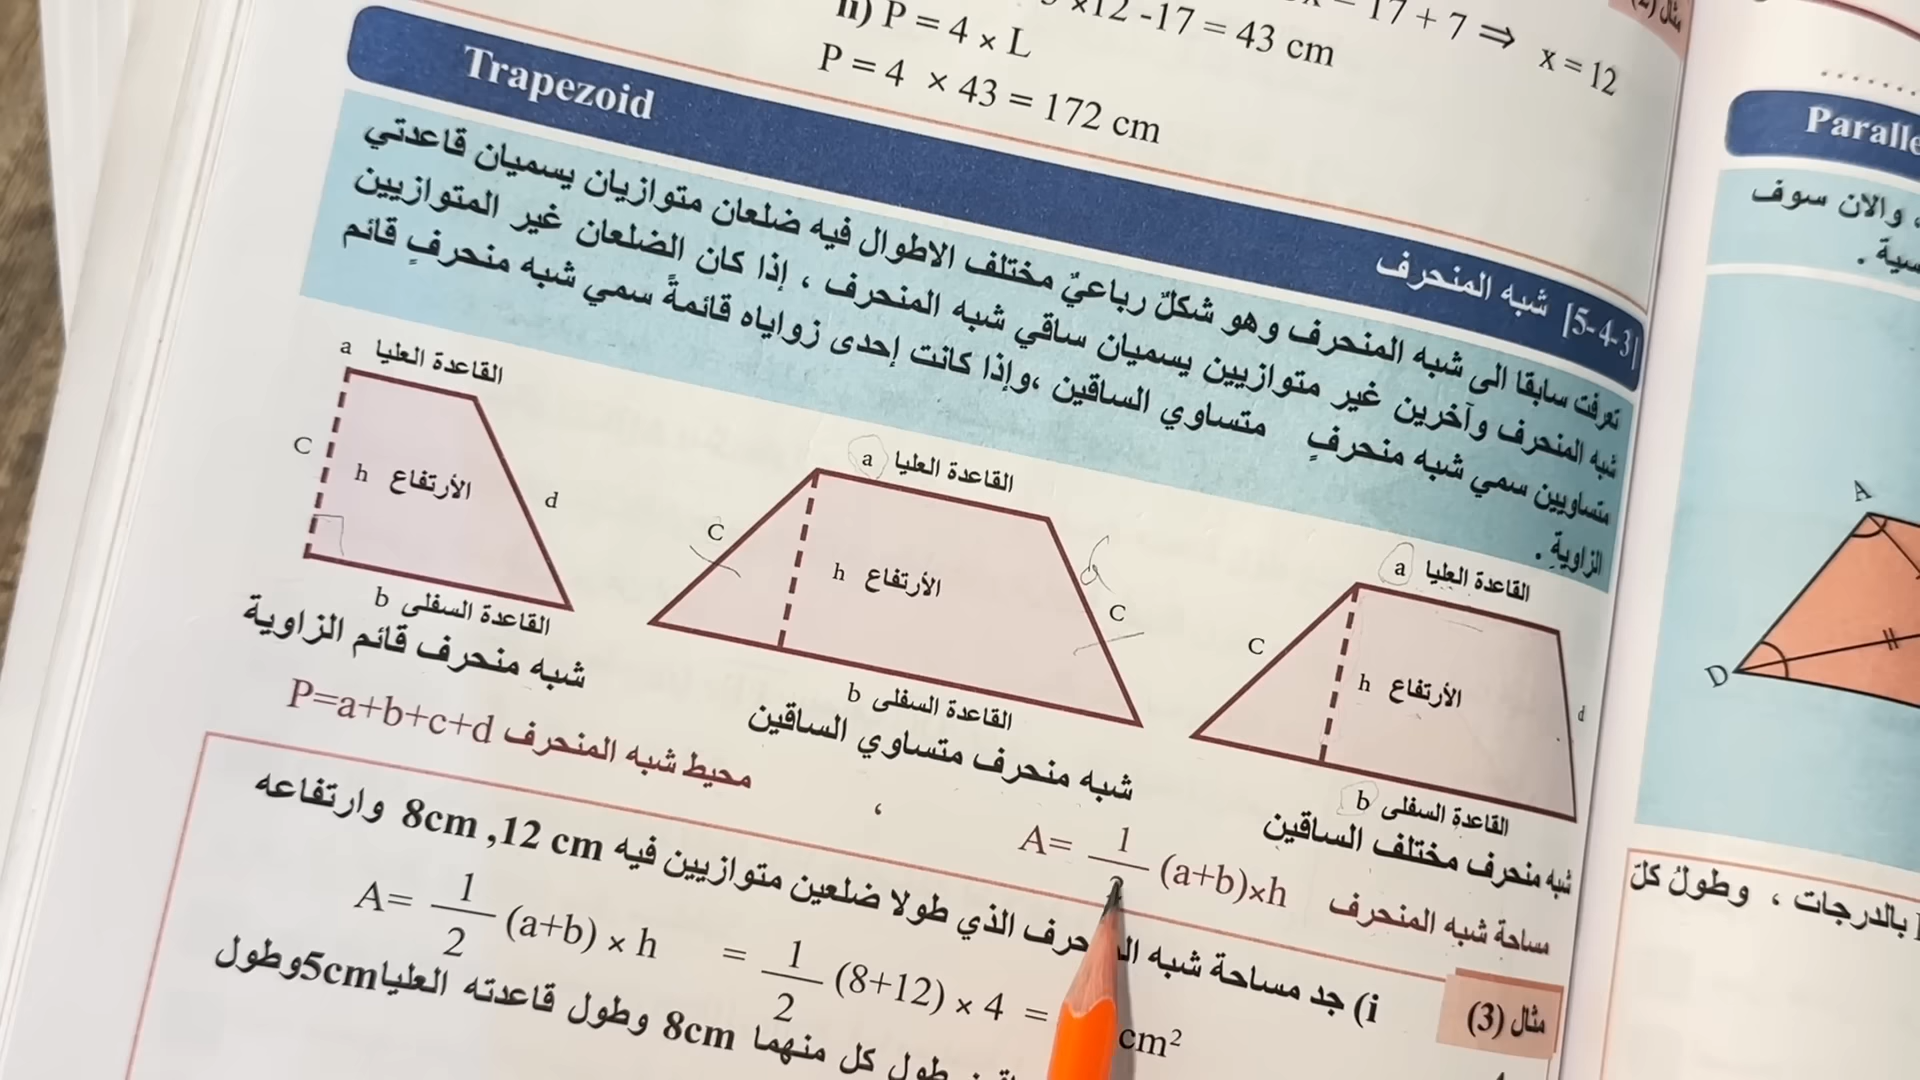 17 + 7 ⇒ x = 12
×12 -17 = 43 cm
ii) P = 4 × L
P = 4 × 43 = 172 cm
مثال (2)
[5-4-3] شبه المنحرف Trapezoid
تعرفت سابقا الى شبه المنحرف وهو شكلٌ رباعيٌ مختلف الاطوال فيه ضلعان متوازيان يسميان قاعدتي
شبه المنحرف وآخرين غير متوازيين يسميان ساقي شبه المنحرف ، إذا كان الضلعان غير المتوازيين
متساويين سمي شبه منحرفٍ متساوي الساقين ،وإذا كانت إحدى زواياه قائمةً سمي شبه منحرفٍ قائم
الزاوية .
القاعدة العليا a
C
h الأرتفاع
d
القاعدة السفلى b
شبه منحرف مختلف الساقين
القاعدة العليا a
C
h الأرتفاع
d
C
القاعدة السفلى b
شبه منحرف متساوي الساقين
القاعدة العليا a
C
h الأرتفاع
d
القاعدة السفلى b
شبه منحرف قائم الزاوية
مساحة شبه المنحرف A= 1/2 (a+b)×h ،
محيط شبه المنحرف P=a+b+c+d
مثال (3)
i) جد مساحة شبه المنحرف الذي طولا ضلعين متوازيين فيه 8cm ,12 cm وارتفاعه
A= 1/2 (a+b) × h = 1/2 (8+12) × 4 = cm²
طول كل منهما 8cm وطول قاعدته العليا5cm وطول
Paralle
، والان سوف
A
D
بالدرجات ، وطولُ كلّ